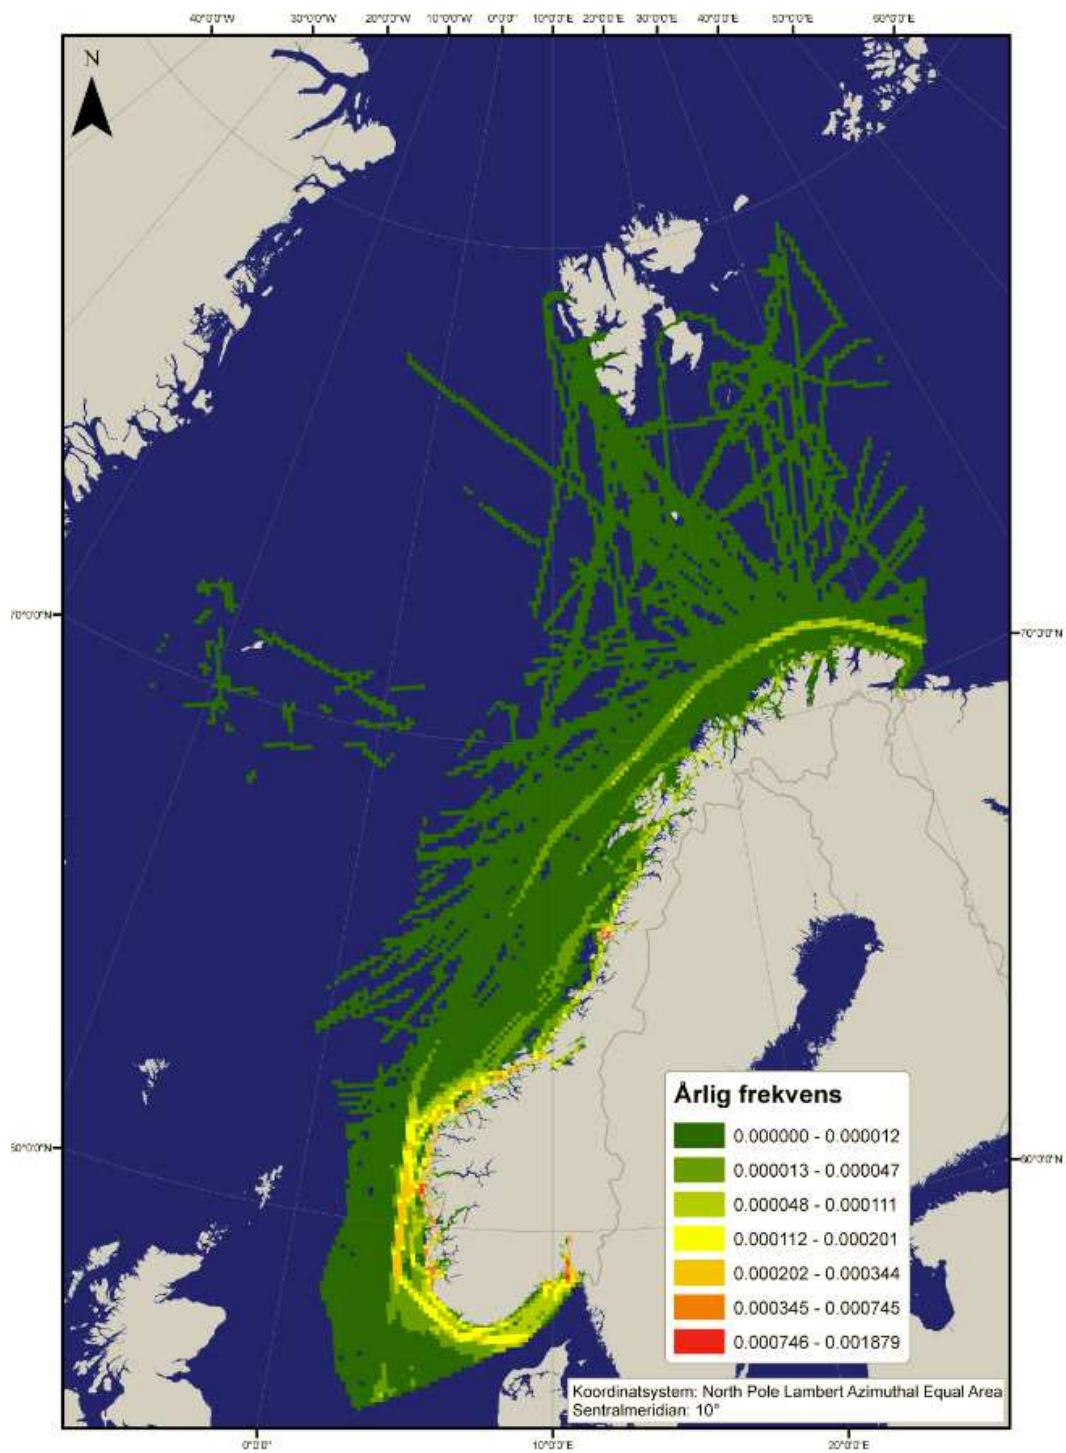 40°0'0"W 30°0'0"W 20°0'0"W 10°0'0"W 0°0'0" 10°0'0"E 20°0'0"E 30°0'0"E 40°0'0"E 50°0'0"E 60°0'0"E
N
70°0'0"N
70°0'0"N
60°0'0"N
Årlig frekvens
0.000000 - 0.000012
0.000013 - 0.000047
0.000048 - 0.000111
0.000112 - 0.000201
0.000202 - 0.000344
0.000345 - 0.000745
0.000746 - 0.001879
Koordinatsystem: North Pole Lambert Azimuthal Equal Area
Sentralmeridian: 10°
0°0'0" 10°0'0"E 20°0'0"E